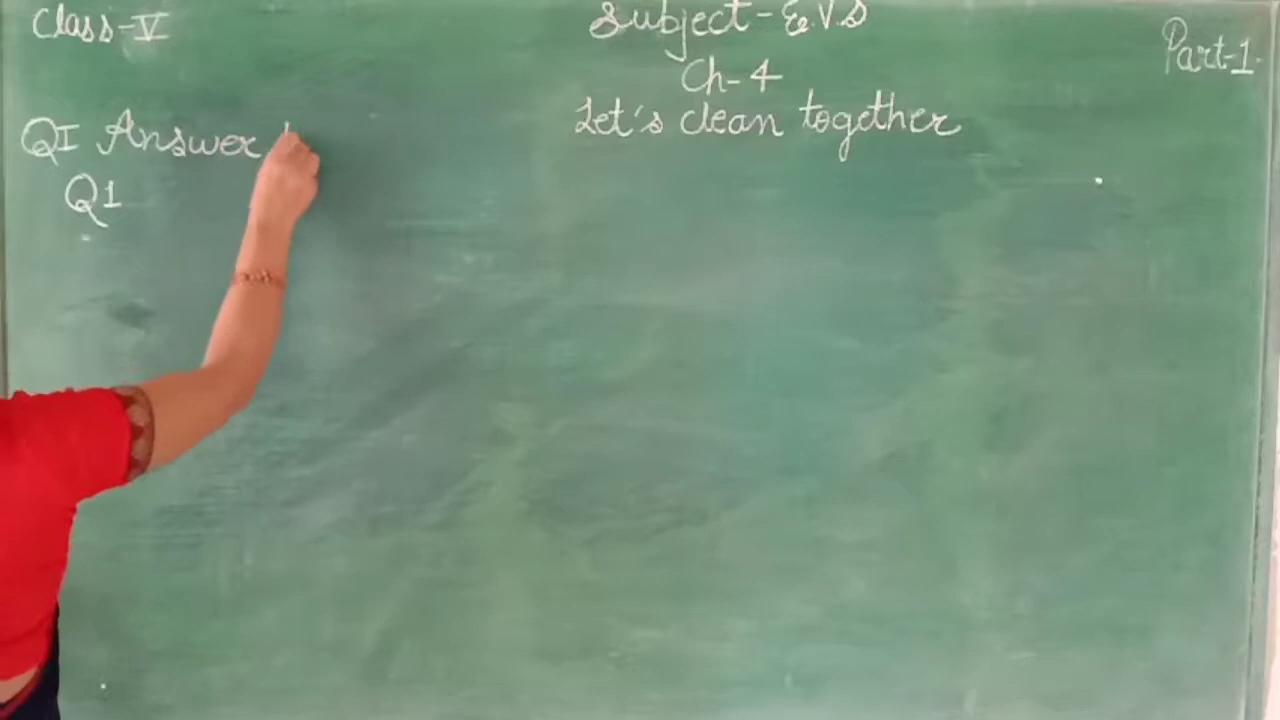 Class-V
Subject-E.V.S
Part-1.
Ch-4
Let's clean together
QI Answer
Q1